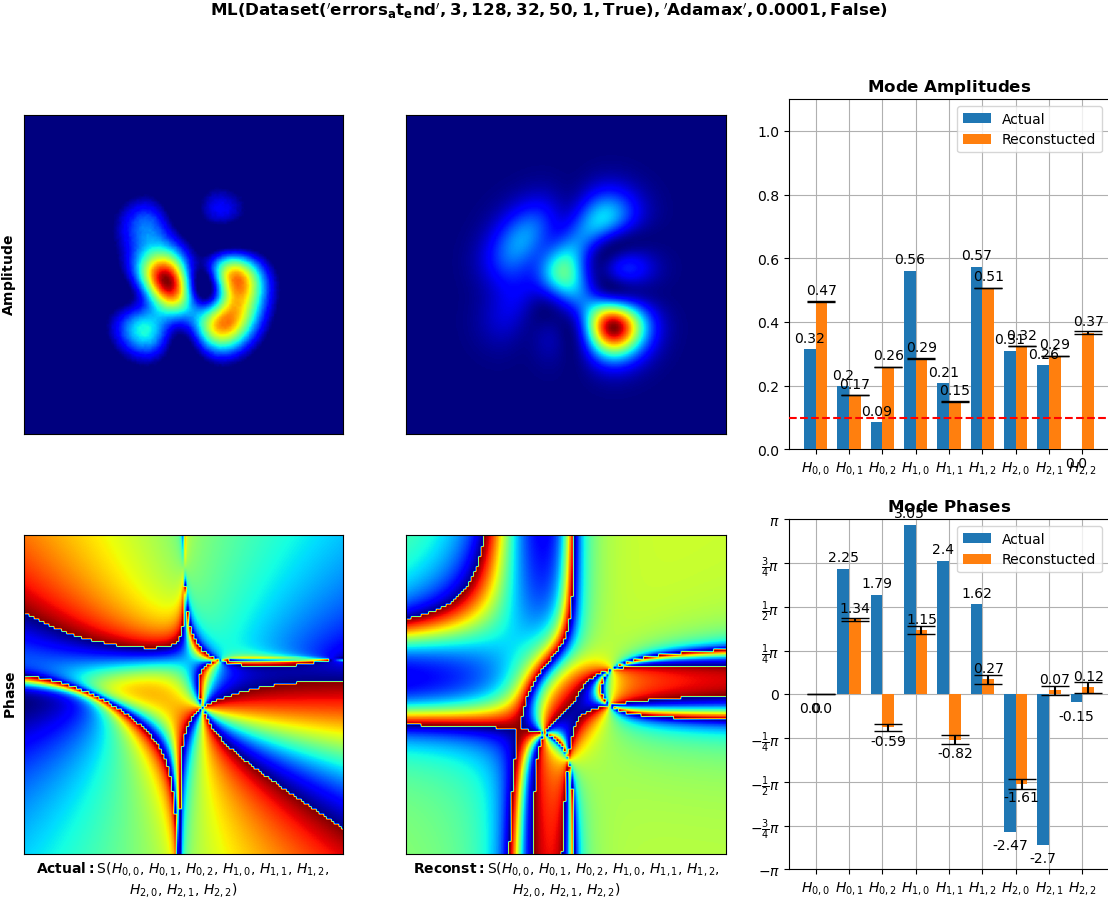 ML(Dataset('errors_at_end', 3, 128, 32, 50, 1, True), 'Adamax', 0.0001, False)
Amplitude
Mode Amplitudes
Actual
Reconstucted
1.0
0.8
0.6
0.4
0.2
0.0
0.32
0.47
0.2
0.17
0.09
0.26
0.56
0.29
0.21
0.15
0.57
0.51
0.31
0.32
0.26
0.29
0.0
0.37
H0,0 H0,1 H0,2 H1,0 H1,1 H1,2 H2,0 H2,1 H2,2
Phase
Mode Phases
Actual
Reconstucted
π
3/4π
1/2π
1/4π
0
−1/4π
−1/2π
−3/4π
−π
0.0
0.0
2.25
1.34
1.79
-0.59
3.05
1.15
2.4
-0.82
1.62
0.27
-2.47
-1.61
-2.7
0.07
-0.15
0.12
H0,0 H0,1 H0,2 H1,0 H1,1 H1,2 H2,0 H2,1 H2,2
Actual: S(H0,0, H0,1, H0,2, H1,0, H1,1, H1,2,
H2,0, H2,1, H2,2)
Reconst: S(H0,0, H0,1, H0,2, H1,0, H1,1, H1,2,
H2,0, H2,1, H2,2)